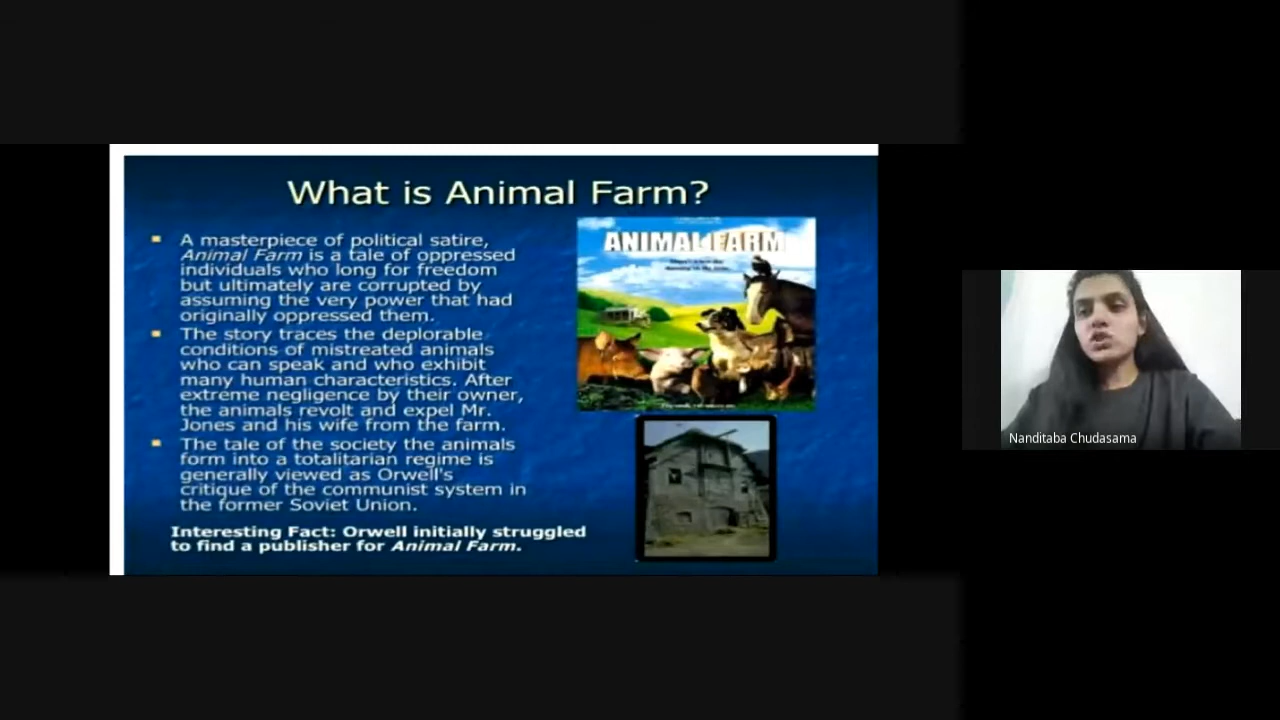 What is Animal Farm?
A masterpiece of political satire,
Animal Farm is a tale of oppressed
individuals who long for freedom
but ultimately are corrupted by
assuming the very power that had
originally oppressed them.
The story traces the deplorable
conditions of mistreated animals
who can speak and who exhibit
many human characteristics. After
extreme negligence by their owner,
the animals revolt and expel Mr.
Jones and his wife from the farm.
The tale of the society the animals
form into a totalitarian regime is
generally viewed as Orwell's
critique of the communist system in
the former Soviet Union.
Interesting Fact: Orwell initially struggled
to find a publisher for Animal Farm.
ANIMAL FARM
Nanditaba Chudasama